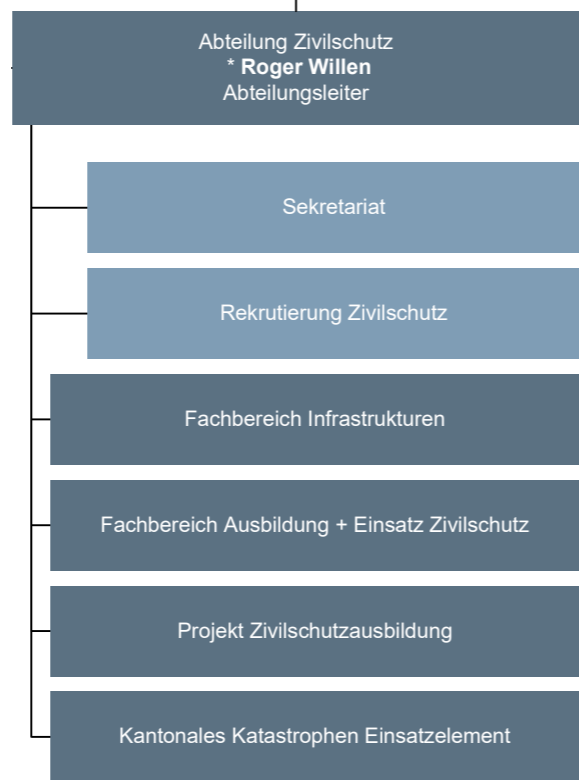 Abteilung Zivilschutz
* Roger Willen
Abteilungsleiter
Sekretariat
Rekrutierung Zivilschutz
Fachbereich Infrastrukturen
Fachbereich Ausbildung + Einsatz Zivilschutz
Projekt Zivilschutzausbildung
Kantonales Katastrophen Einsatzelement